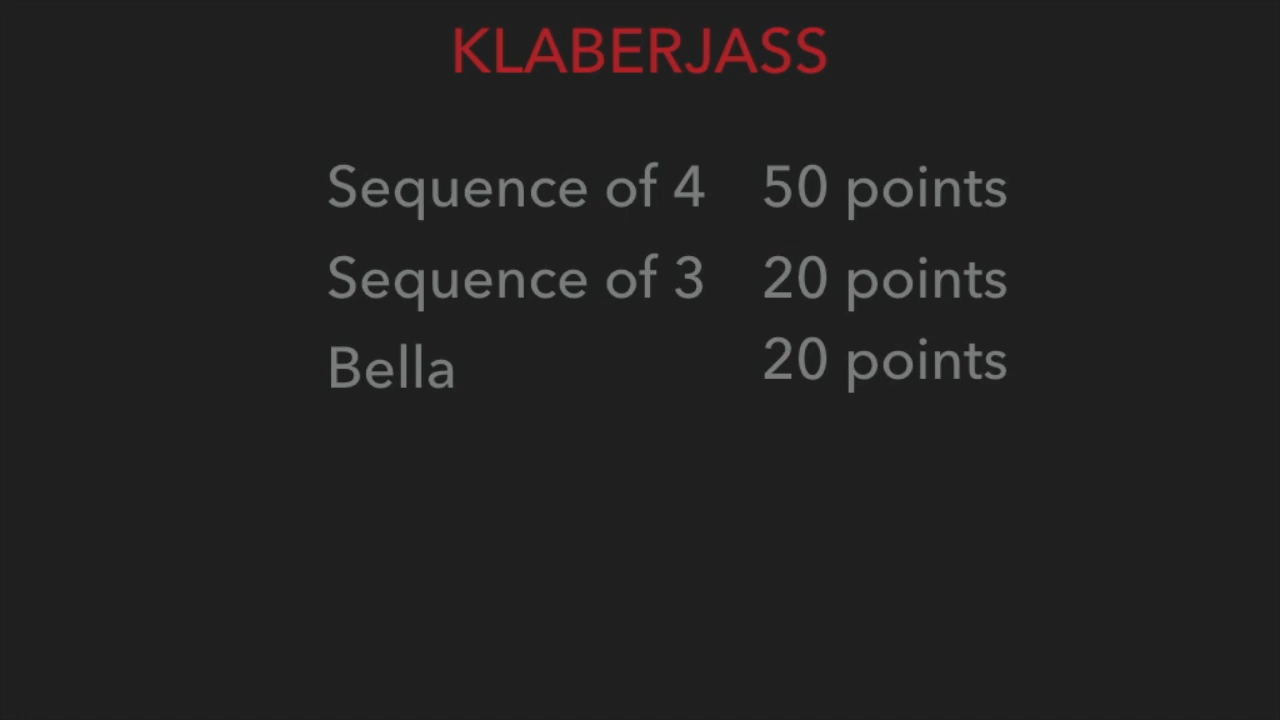 KLABERJASS
Sequence of 4 50 points
Sequence of 3 20 points
Bella 20 points